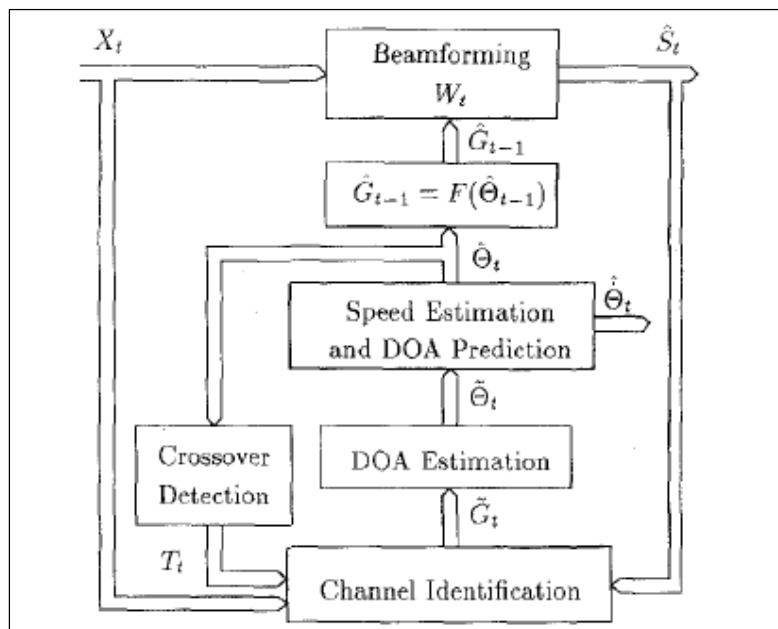 X_t
Ŝ_t
Beamforming
W_t
Ĝ_{t-1}
Ĝ_{t-1} = F(Θ̂_{t-1})
Θ̂_t
Speed Estimation
and DOA Prediction
Θ̇̂_t
Θ̃_t
Crossover
Detection
DOA Estimation
G̃_t
T_t
Channel Identification